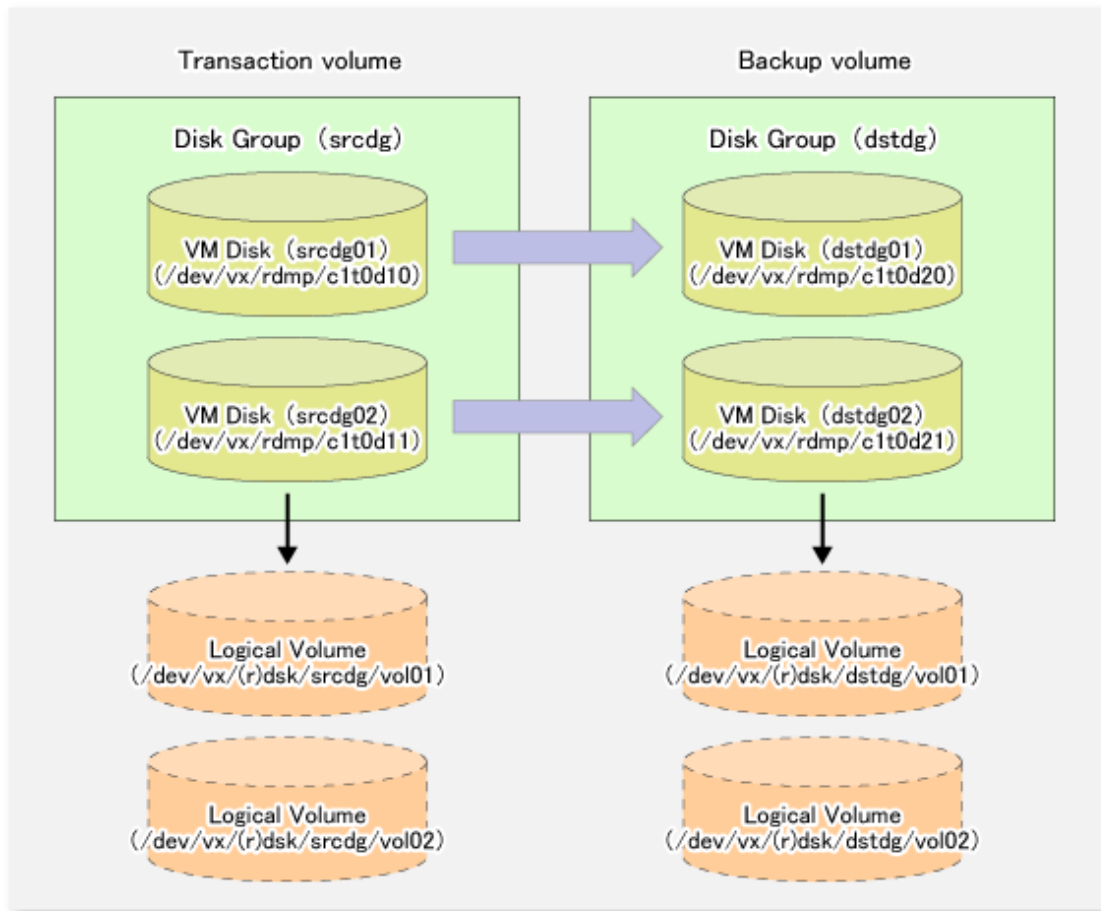 Transaction volume
Backup volume
Disk Group (srcdg)
VM Disk (srcdg01)
(/dev/vx/rdmp/c1t0d10)
VM Disk (srcdg02)
(/dev/vx/rdmp/c1t0d11)
Disk Group (dstdg)
VM Disk (dstdg01)
(/dev/vx/rdmp/c1t0d20)
VM Disk (dstdg02)
(/dev/vx/rdmp/c1t0d21)
Logical Volume
(/dev/vx/(r)dsk/srcdg/vol01)
Logical Volume
(/dev/vx/(r)dsk/srcdg/vol02)
Logical Volume
(/dev/vx/(r)dsk/dstdg/vol01)
Logical Volume
(/dev/vx/(r)dsk/dstdg/vol02)